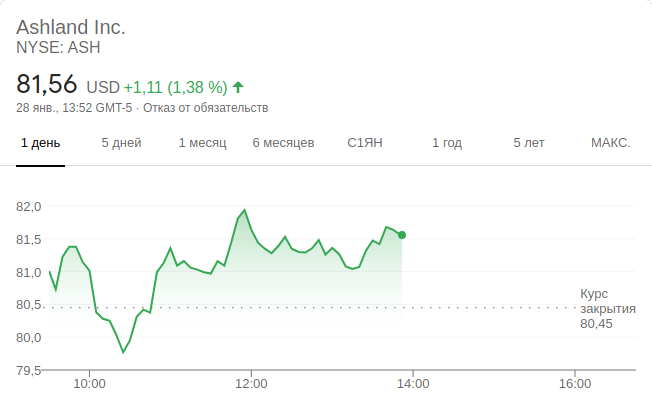 Ashland Inc.
NYSE: ASH
81,56 USD +1,11 (1,38 %)
28 янв., 13:52 GMT-5 · Отказ от обязательств
1 день 5 дней 1 месяц 6 месяцев С1ЯН 1 год 5 лет МАКС.
82,0
81,5
81,0
80,5
80,0
79,5
Курс
закрытия
80,45
10:00 12:00 14:00 16:00